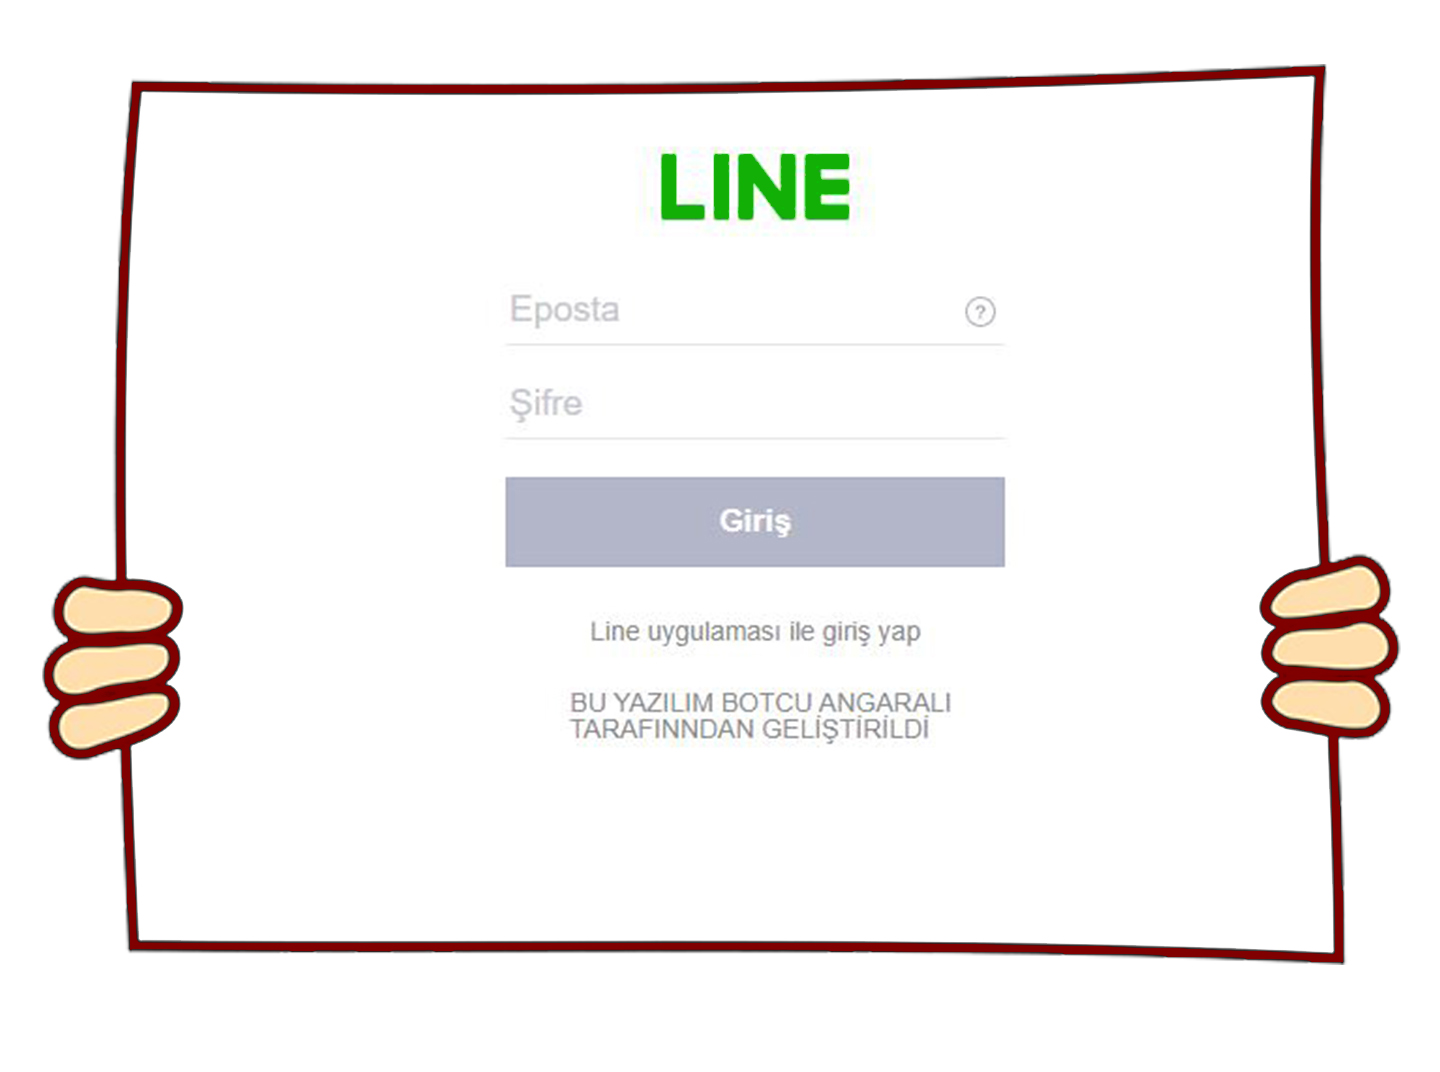 LINE
Eposta ?
Şifre
Giriş
Line uygulaması ile giriş yap
BU YAZILIM BOTCU ANGARALI
TARAFINNDAN GELİŞTİRİLDİ